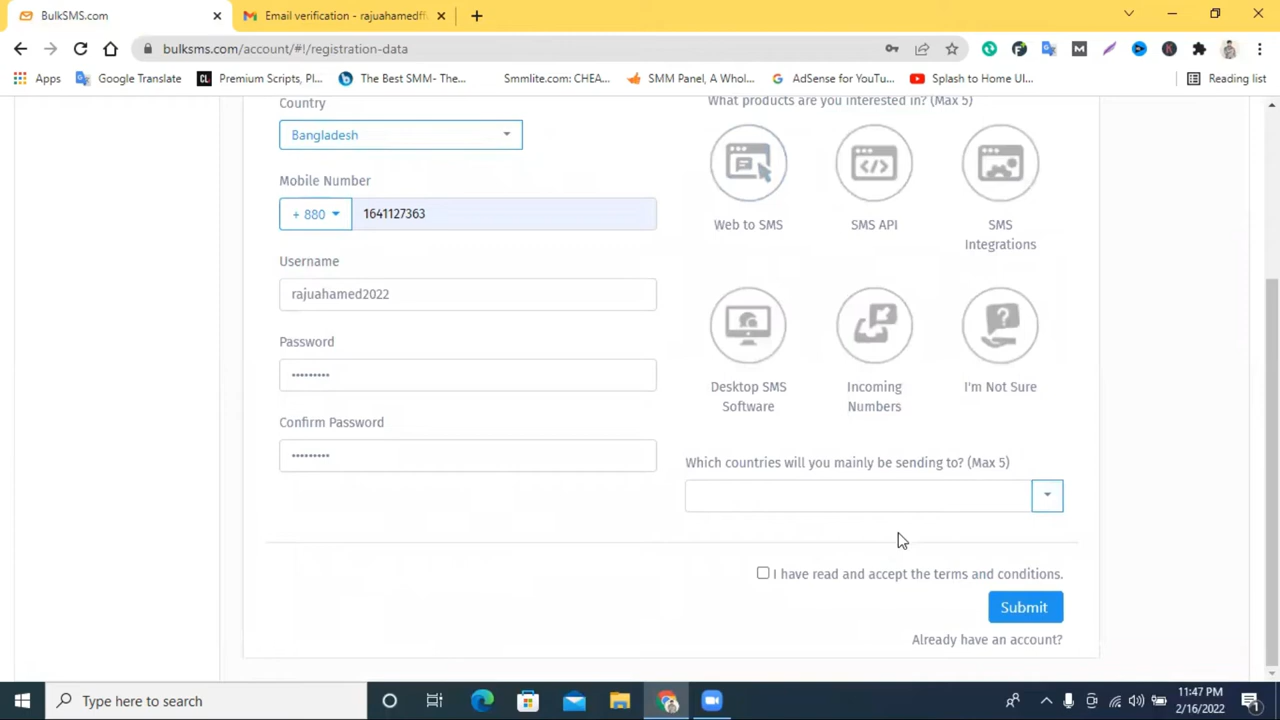 BulkSMS.com
Email verification - rajuahamedff
bulksms.com/account/#!/registration-data
Apps
Google Translate
Premium Scripts, Pl...
The Best SMM- The...
Smmlite.com: CHEA...
SMM Panel, A Whol...
AdSense for YouTu...
Splash to Home UI...
Reading list
Country
Bangladesh
Mobile Number
+ 880
1641127363
Username
rajuahamed2022
Password
•••••••••
Confirm Password
•••••••••
What products are you interested in? (Max 5)
Web to SMS
SMS API
SMS
Integrations
Desktop SMS
Software
Incoming
Numbers
I'm Not Sure
Which countries will you mainly be sending to? (Max 5)
I have read and accept the terms and conditions.
Submit
Already have an account?
Type here to search
11:47 PM
2/16/2022